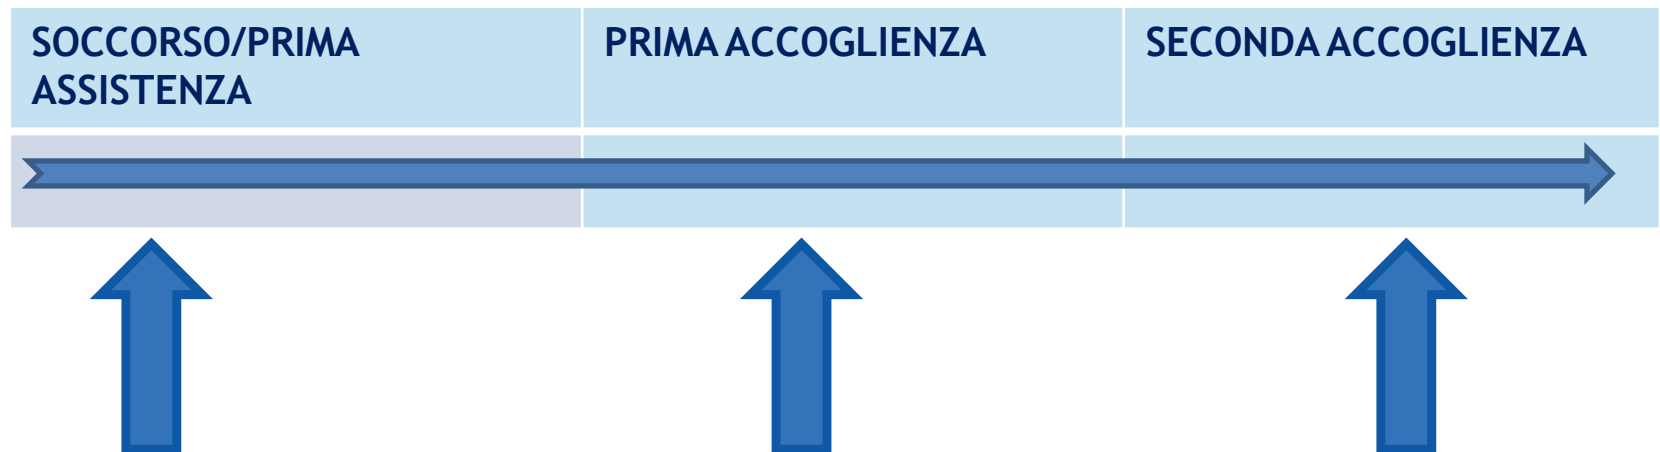 SOCCORSO/PRIMA
ASSISTENZA
PRIMA ACCOGLIENZA
SECONDA ACCOGLIENZA